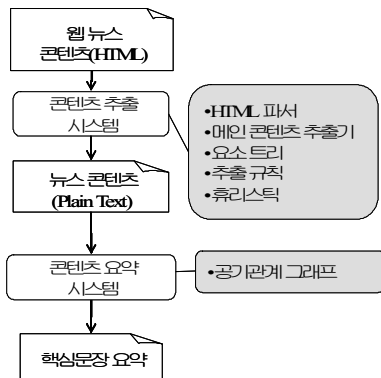 웹 뉴스
콘텐츠(HTML)
콘텐츠 추출
시스템
•HTML 파서
•메인 콘텐츠 추출기
•요소 트리
•추출 규칙
•휴리스틱
뉴스 콘텐츠
(Plain Text)
콘텐츠 요약
시스템
•공기관계 그래프
핵심문장 요약